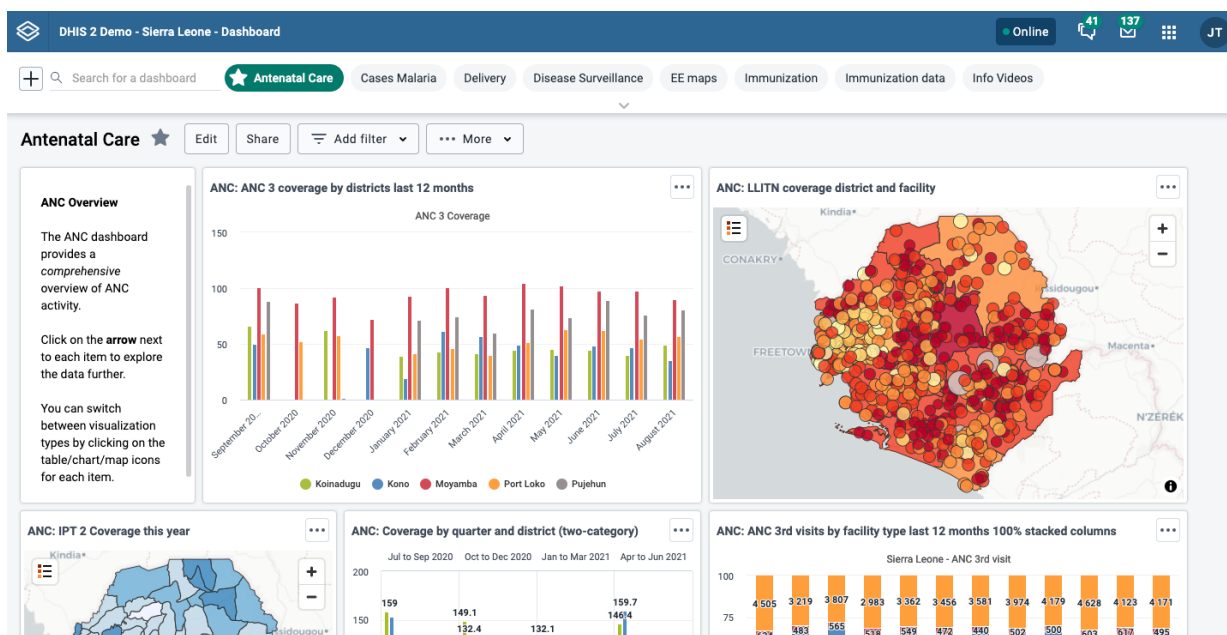 DHIS 2 Demo - Sierra Leone - Dashboard
Online
41
137
JT
Search for a dashboard
Antenatal Care
Cases Malaria
Delivery
Disease Surveillance
EE maps
Immunization
Immunization data
Info Videos
Antenatal Care
Edit
Share
Add filter
More
ANC Overview
The ANC dashboard
provides a
comprehensive
overview of ANC
activity.
Click on the arrow next
to each item to explore
the data further.
You can switch
between visualization
types by clicking on the
table/chart/map icons
for each item.
ANC: ANC 3 coverage by districts last 12 months
ANC 3 Coverage
150
100
50
0
September 20...
October 2020
November 2020
December 2020
January 2021
February 2021
March 2021
April 2021
May 2021
June 2021
July 2021
August 2021
Koinadugu
Kono
Moyamba
Port Loko
Pujehun
ANC: LLITN coverage district and facility
Kindia
CONAKRY
ssidougou
FREETOW
Macenta
N'ZÉRÉK
ANC: IPT 2 Coverage this year
Kindia
ssidougou
ANC: Coverage by quarter and district (two-category)
Jul to Sep 2020
Oct to Dec 2020
Jan to Mar 2021
Apr to Jun 2021
200
150
159
149.1
132.4
132.1
159.7
ANC: ANC 3rd visits by facility type last 12 months 100% stacked columns
Sierra Leone - ANC 3rd visit
100
75
4 505
3 219
3 807
2 983
3 362
3 456
3 581
3 974
4 179
4 628
4 123
4 171
483
565
549
472
440
502
500
617
495